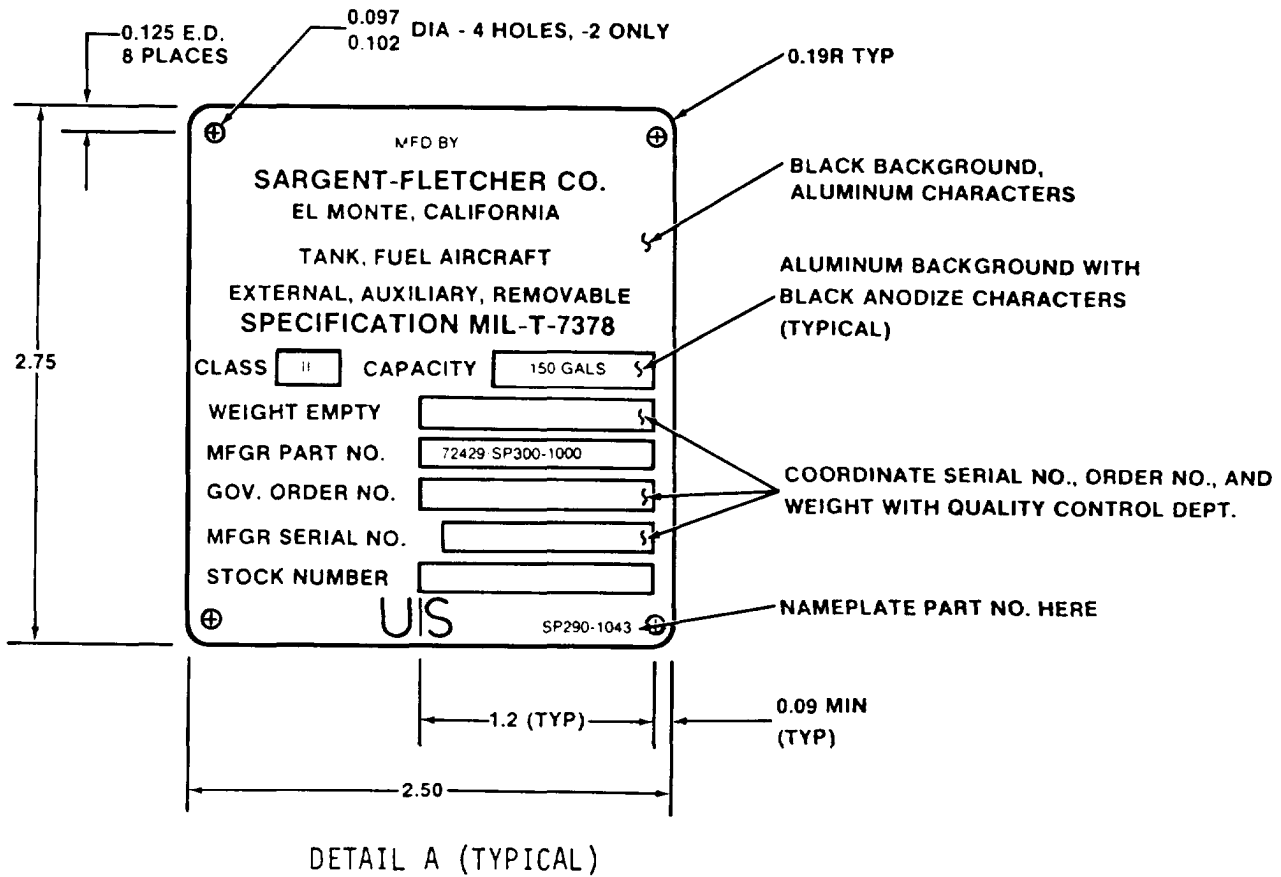 0.125 E.D.
8 PLACES
0.097
0.102
DIA - 4 HOLES, -2 ONLY
0.19R TYP
MFD BY
SARGENT-FLETCHER CO.
EL MONTE, CALIFORNIA
TANK, FUEL AIRCRAFT
EXTERNAL, AUXILIARY, REMOVABLE
SPECIFICATION MIL-T-7378
CLASS II CAPACITY 150 GALS
WEIGHT EMPTY
MFGR PART NO. 72429-SP300-1000
GOV. ORDER NO.
MFGR SERIAL NO.
STOCK NUMBER
U|S
SP290-1043
BLACK BACKGROUND,
ALUMINUM CHARACTERS
ALUMINUM BACKGROUND WITH
BLACK ANODIZE CHARACTERS
(TYPICAL)
COORDINATE SERIAL NO., ORDER NO., AND
WEIGHT WITH QUALITY CONTROL DEPT.
NAMEPLATE PART NO. HERE
2.75
1.2 (TYP)
0.09 MIN
(TYP)
2.50
DETAIL A (TYPICAL)